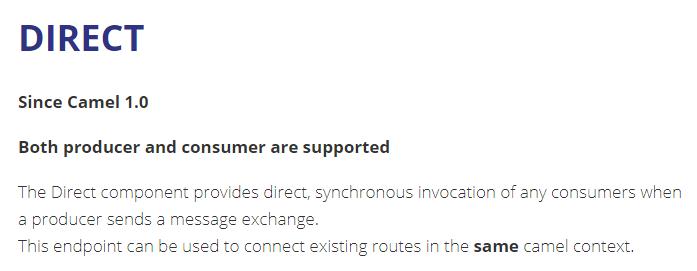 DIRECT
Since Camel 1.0
Both producer and consumer are supported
The Direct component provides direct, synchronous invocation of any consumers when
a producer sends a message exchange.
This endpoint can be used to connect existing routes in the same camel context.